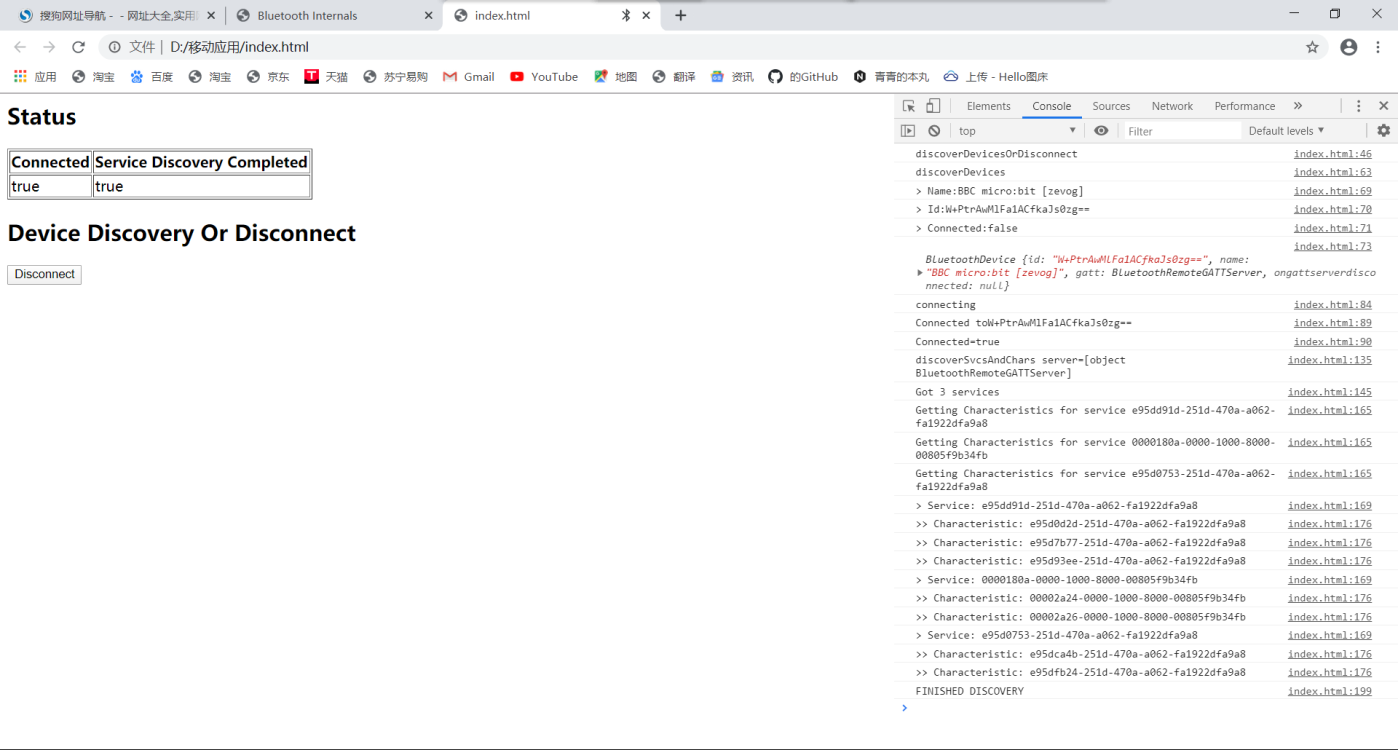 搜狗网址导航 - - 网址大全,实用
Bluetooth Internals
index.html
文件 | D:/移动应用/index.html
应用 淘宝 百度 淘宝 京东 天猫 苏宁易购 Gmail YouTube 地图 翻译 资讯 的GitHub 青青的本丸 上传 - Hello图床
Status
Connected Service Discovery Completed
true true
Device Discovery Or Disconnect
Disconnect
Elements Console Sources Network Performance »
top Filter Default levels
discoverDevicesOrDisconnect index.html:46
discoverDevices index.html:63
> Name:BBC micro:bit [zevog] index.html:69
> Id:W+PtrAwMlFa1ACfkaJs0zg== index.html:70
> Connected:false index.html:71
index.html:73
BluetoothDevice {id: "W+PtrAwMlFa1ACfkaJs0zg==", name:
"BBC micro:bit [zevog]", gatt: BluetoothRemoteGATTServer, ongattserverdisco
nnected: null}
connecting index.html:84
Connected toW+PtrAwMlFa1ACfkaJs0zg== index.html:89
Connected=true index.html:90
discoverSvcsAndChars server=[object index.html:135
BluetoothRemoteGATTServer]
Got 3 services index.html:145
Getting Characteristics for service e95dd91d-251d-470a-a062- index.html:165
fa1922dfa9a8
Getting Characteristics for service 0000180a-0000-1000-8000- index.html:165
00805f9b34fb
Getting Characteristics for service e95d0753-251d-470a-a062- index.html:165
fa1922dfa9a8
> Service: e95dd91d-251d-470a-a062-fa1922dfa9a8 index.html:169
>> Characteristic: e95d0d2d-251d-470a-a062-fa1922dfa9a8 index.html:176
>> Characteristic: e95d7b77-251d-470a-a062-fa1922dfa9a8 index.html:176
>> Characteristic: e95d93ee-251d-470a-a062-fa1922dfa9a8 index.html:176
> Service: 0000180a-0000-1000-8000-00805f9b34fb index.html:169
>> Characteristic: 00002a24-0000-1000-8000-00805f9b34fb index.html:176
>> Characteristic: 00002a26-0000-1000-8000-00805f9b34fb index.html:176
> Service: e95d0753-251d-470a-a062-fa1922dfa9a8 index.html:169
>> Characteristic: e95dca4b-251d-470a-a062-fa1922dfa9a8 index.html:176
>> Characteristic: e95dfb24-251d-470a-a062-fa1922dfa9a8 index.html:176
FINISHED DISCOVERY index.html:199